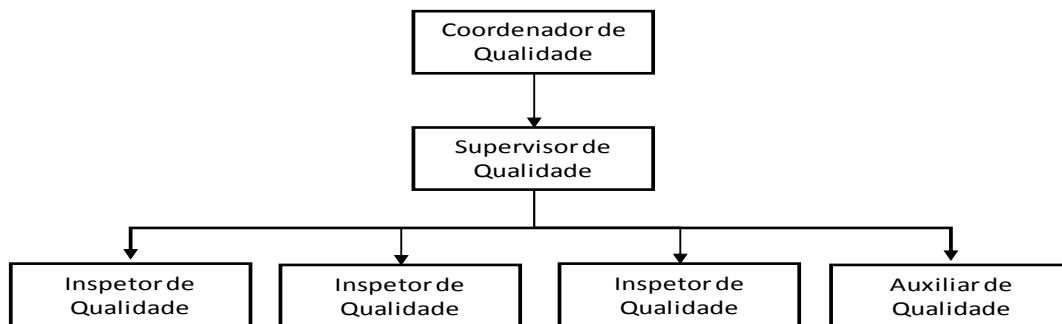 Coordenador de
Qualidade
Supervisor de
Qualidade
Inspetor de
Qualidade
Inspetor de
Qualidade
Inspetor de
Qualidade
Auxiliar de
Qualidade